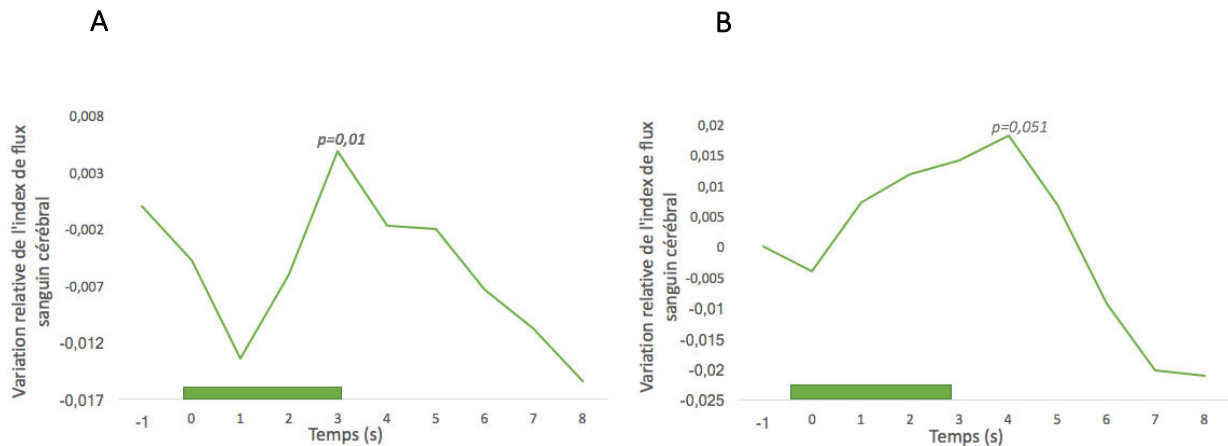 A
Variation relative de l'index de flux
sanguin cérébral
0,008
0,003
-0,002
-0,007
-0,012
-0,017
p=0,01
-1 0 1 2 3 4 5 6 7 8
Temps (s)
B
Variation relative de l'index de flux
sanguin cérébral
0,02
0,015
0,01
0,005
0
-0,005
-0,01
-0,015
-0,02
-0,025
p=0,051
-1 0 1 2 3 4 5 6 7 8
Temps (s)